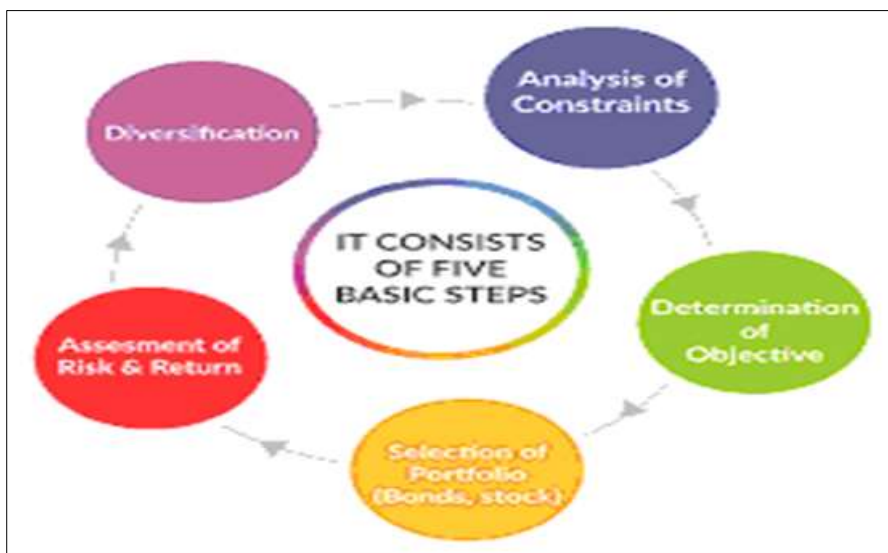 IT CONSISTS
OF FIVE
BASIC STEPS
Analysis of
Constraints
Determination
of
Objective
Selection of
Portfolio
(Bonds, stock)
Assesment of
Risk & Return
Diversification